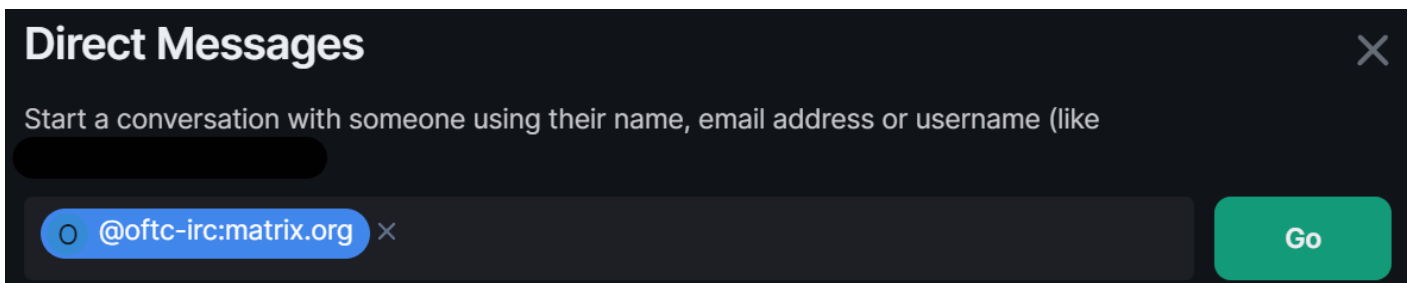 Direct Messages
Start a conversation with someone using their name, email address or username (like
O @oftc-irc:matrix.org ×
Go